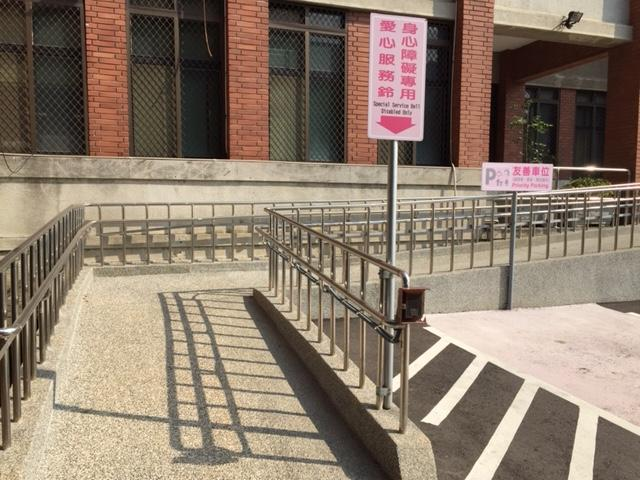 身心障礙專用
愛心服務鈴
Special Service Bell
Disabled Only
P
友善車位
Priority Parking